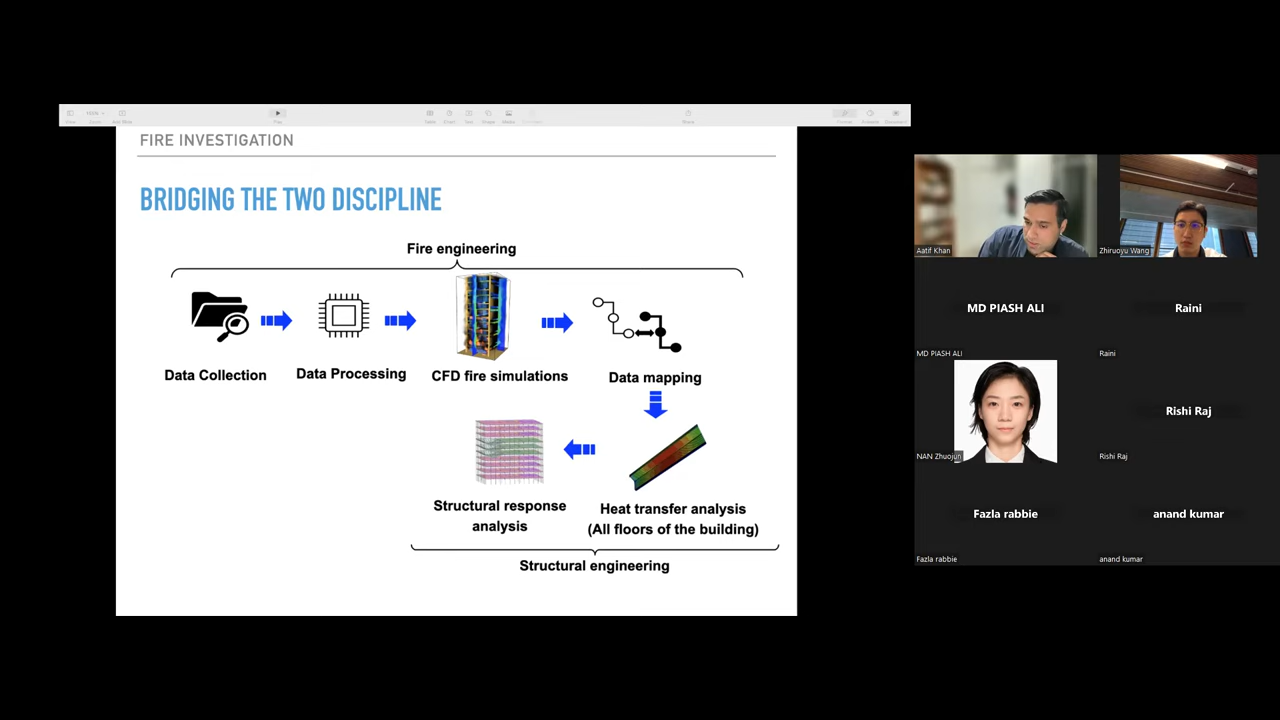 FIRE INVESTIGATION
BRIDGING THE TWO DISCIPLINE
Fire engineering
Data Collection
Data Processing
CFD fire simulations
Data mapping
Structural response
analysis
Heat transfer analysis
(All floors of the building)
Structural engineering
Aatif Khan
Zhiruoyu Wang
MD PIASH ALI
MD PIASH ALI
Raini
Raini
NAN Zhuojun
Rishi Raj
Rishi Raj
Fazla rabbie
Fazla rabbie
anand kumar
anand kumar